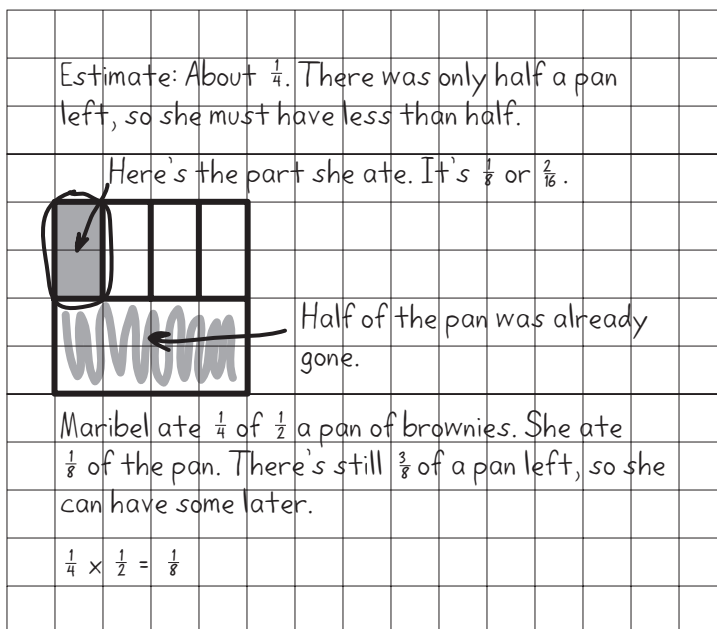 Estimate: About 1/4. There was only half a pan
left, so she must have less than half.
Here's the part she ate. It's 1/8 or 2/16.
Half of the pan was already
gone.
Maribel ate 1/4 of 1/2 a pan of brownies. She ate
1/8 of the pan. There's still 3/8 of a pan left, so she
can have some later.
1/4 x 1/2 = 1/8